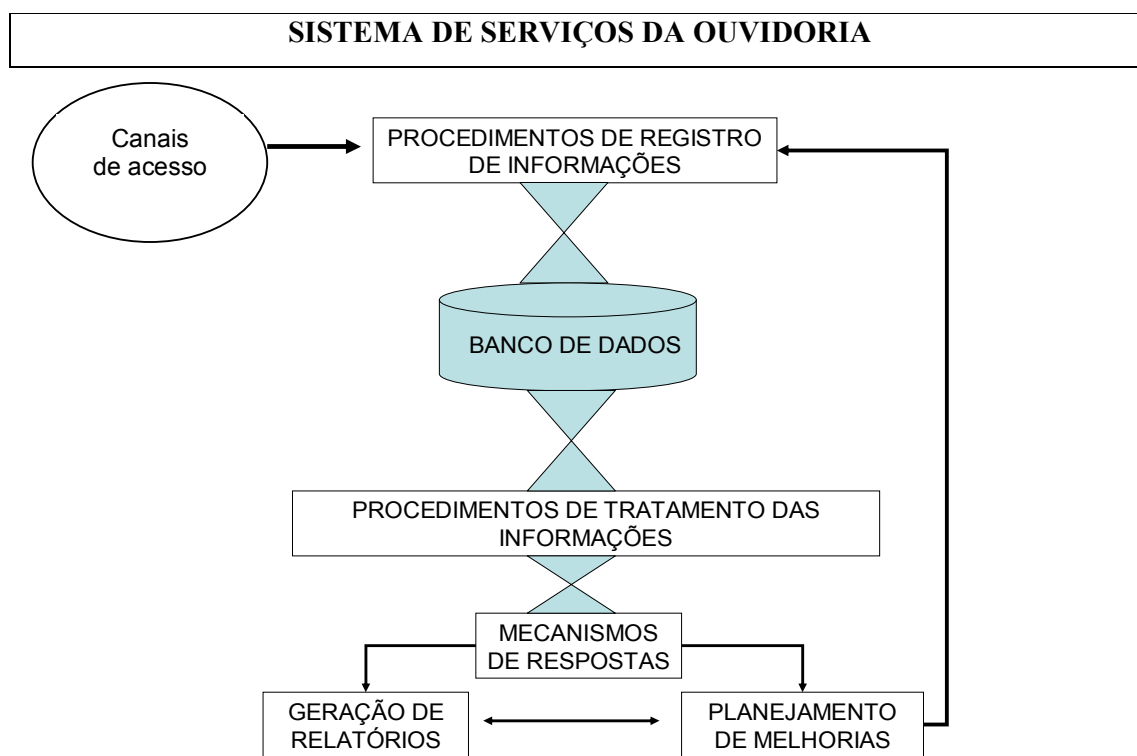 SISTEMA DE SERVIÇOS DA OUVIDORIA
Canais
de acesso
PROCEDIMENTOS DE REGISTRO
DE INFORMAÇÕES
BANCO DE DADOS
PROCEDIMENTOS DE TRATAMENTO DAS
INFORMAÇÕES
MECANISMOS
DE RESPOSTAS
GERAÇÃO DE
RELATÓRIOS
PLANEJAMENTO
DE MELHORIAS